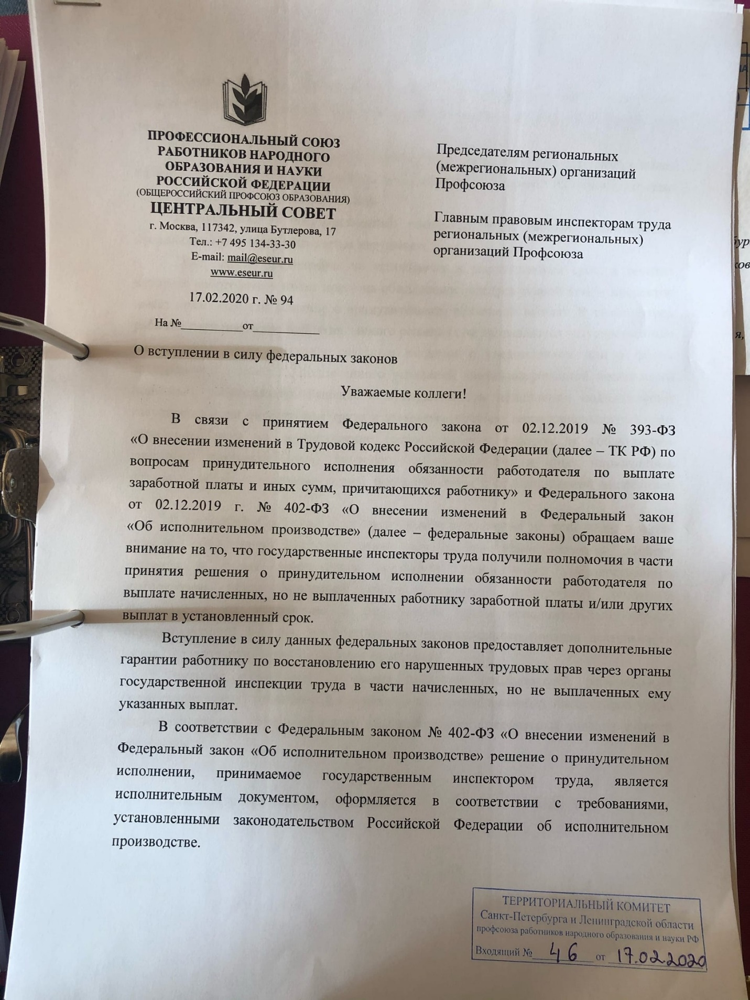 ПРОФЕССИОНАЛЬНЫЙ СОЮЗ
РАБОТНИКОВ НАРОДНОГО
ОБРАЗОВАНИЯ И НАУКИ
РОССИЙСКОЙ ФЕДЕРАЦИИ
(ОБЩЕРОССИЙСКИЙ ПРОФСОЮЗ ОБРАЗОВАНИЯ)
ЦЕНТРАЛЬНЫЙ СОВЕТ
г. Москва, 117342, улица Бутлерова, 17
Тел.: +7 495 134-33-30
E-mail: mail@eseur.ru
www.eseur.ru
17.02.2020 г. № 94
На №__________от___________
Председателям региональных
(межрегиональных) организаций
Профсоюза
Главным правовым инспекторам труда
региональных (межрегиональных)
организаций Профсоюза
О вступлении в силу федеральных законов
Уважаемые коллеги!
В связи с принятием Федерального закона от 02.12.2019 № 393-ФЗ
«О внесении изменений в Трудовой кодекс Российской Федерации (далее – ТК РФ) по
вопросам принудительного исполнения обязанности работодателя по выплате
заработной платы и иных сумм, причитающихся работнику» и Федерального закона
от 02.12.2019 г. № 402-ФЗ «О внесении изменений в Федеральный закон
«Об исполнительном производстве» (далее – федеральные законы) обращаем ваше
внимание на то, что государственные инспекторы труда получили полномочия в части
принятия решения о принудительном исполнении обязанности работодателя по
выплате начисленных, но не выплаченных работнику заработной платы и/или других
выплат в установленный срок.
Вступление в силу данных федеральных законов предоставляет дополнительные
гарантии работнику по восстановлению его нарушенных трудовых прав через органы
государственной инспекции труда в части начисленных, но не выплаченных ему
указанных выплат.
В соответствии с Федеральным законом № 402-ФЗ «О внесении изменений в
Федеральный закон «Об исполнительном производстве» решение о принудительном
исполнении, принимаемое государственным инспектором труда, является
исполнительным документом, оформляется в соответствии с требованиями,
установленными законодательством Российской Федерации об исполнительном
производстве.
ТЕРРИТОРИАЛЬНЫЙ КОМИТЕТ
Санкт-Петербурга и Ленинградской области
профсоюза работников народного образования и науки РФ
Входящий № 46 от 17.02.2020